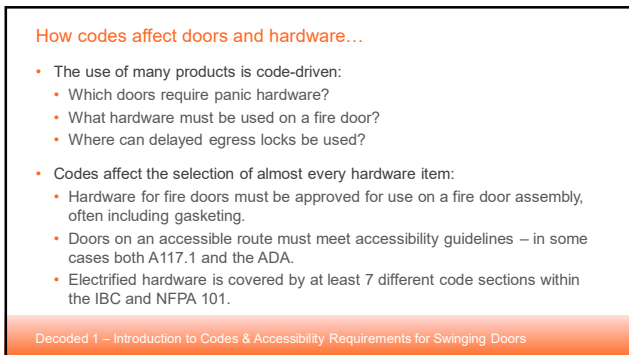 How codes affect doors and hardware…
• The use of many products is code-driven:
• Which doors require panic hardware?
• What hardware must be used on a fire door?
• Where can delayed egress locks be used?
• Codes affect the selection of almost every hardware item:
• Hardware for fire doors must be approved for use on a fire door assembly,
often including gasketing.
• Doors on an accessible route must meet accessibility guidelines – in some
cases both A117.1 and the ADA.
• Electrified hardware is covered by at least 7 different code sections within
the IBC and NFPA 101.
Decoded 1 – Introduction to Codes & Accessibility Requirements for Swinging Doors